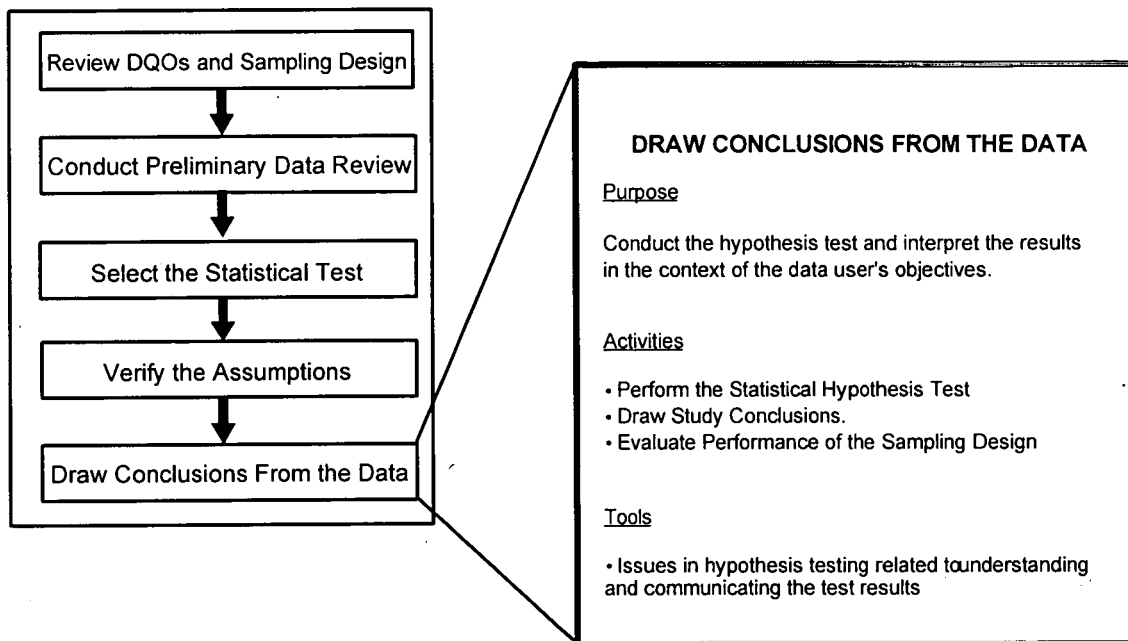 Review DQOs and Sampling Design
Conduct Preliminary Data Review
Select the Statistical Test
Verify the Assumptions
Draw Conclusions From the Data
DRAW CONCLUSIONS FROM THE DATA
Purpose
Conduct the hypothesis test and interpret the results
in the context of the data user's objectives.
Activities
• Perform the Statistical Hypothesis Test
• Draw Study Conclusions.
• Evaluate Performance of the Sampling Design
Tools
• Issues in hypothesis testing related tounderstanding
and communicating the test results